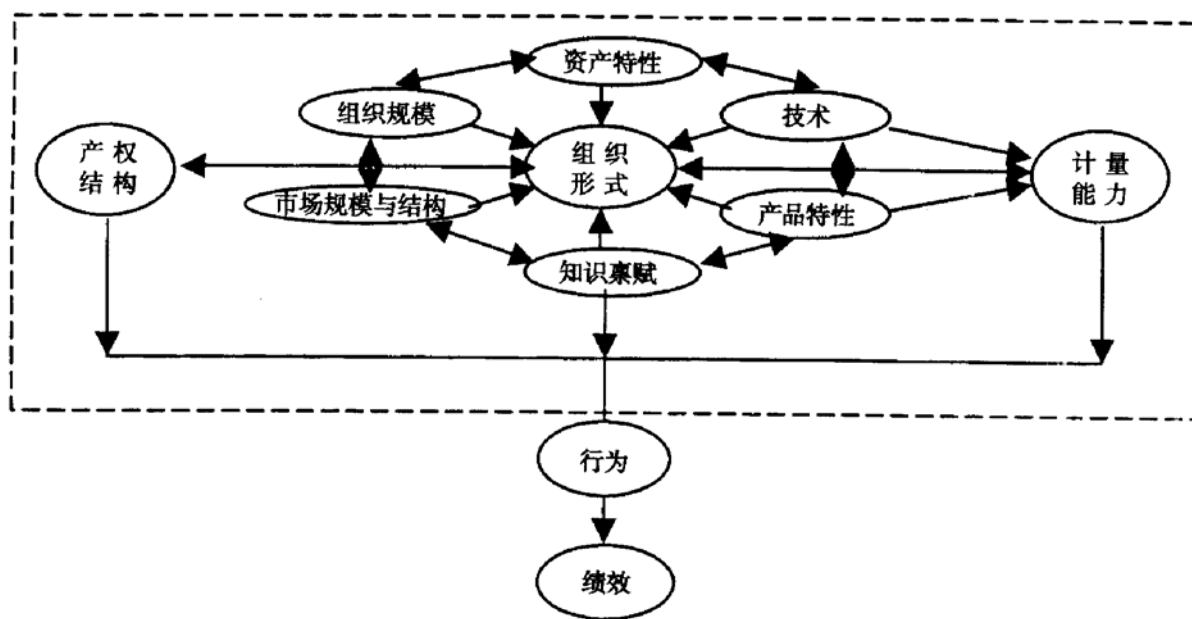 资产特性
组织规模
技术
产 权
结 构
组 织
形 式
计 量
能 力
市场规模与结构
产品特性
知识禀赋
行为
绩效